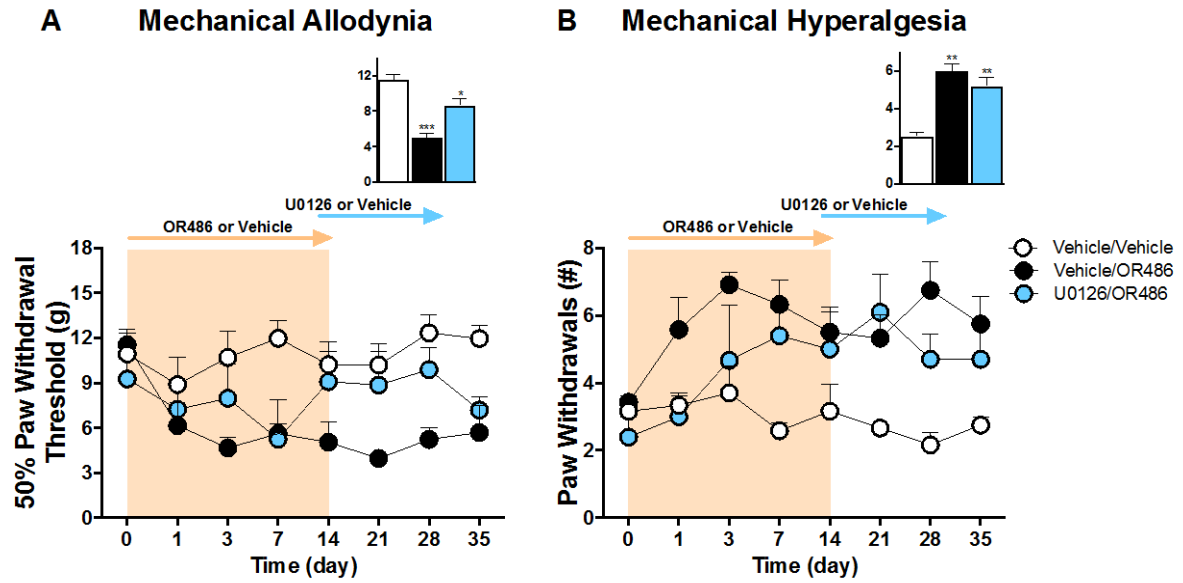 A Mechanical Allodynia
12
8
4
0
***
*
U0126 or Vehicle
OR486 or Vehicle
50% Paw Withdrawal
Threshold (g)
18
15
12
9
6
3
0
0 1 3 7 14 21 28 35
Time (day)
B Mechanical Hyperalgesia
6
4
2
0
**
**
U0126 or Vehicle
OR486 or Vehicle
Paw Withdrawals (#)
8
6
4
2
0
0 1 3 7 14 21 28 35
Time (day)
Vehicle/Vehicle
Vehicle/OR486
U0126/OR486